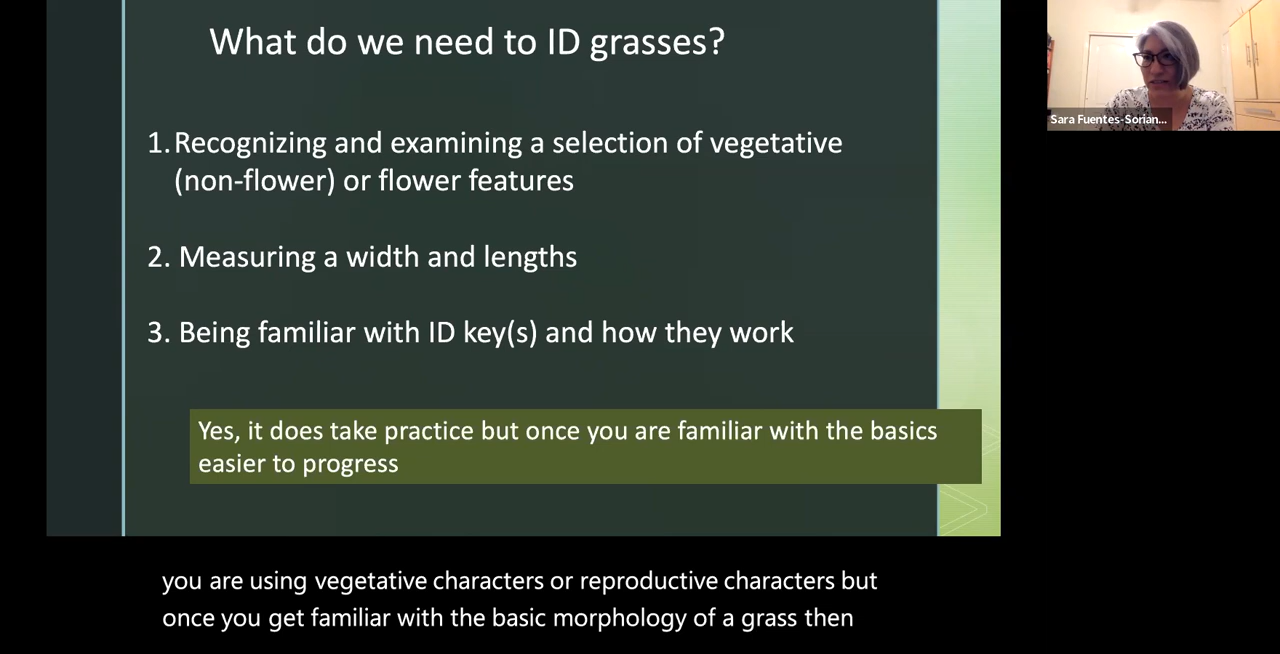 What do we need to ID grasses?
1. Recognizing and examining a selection of vegetative
(non-flower) or flower features
2. Measuring a width and lengths
3. Being familiar with ID key(s) and how they work
Yes, it does take practice but once you are familiar with the basics
easier to progress
Sara Fuentes-Sorian...
you are using vegetative characters or reproductive characters but
once you get familiar with the basic morphology of a grass then